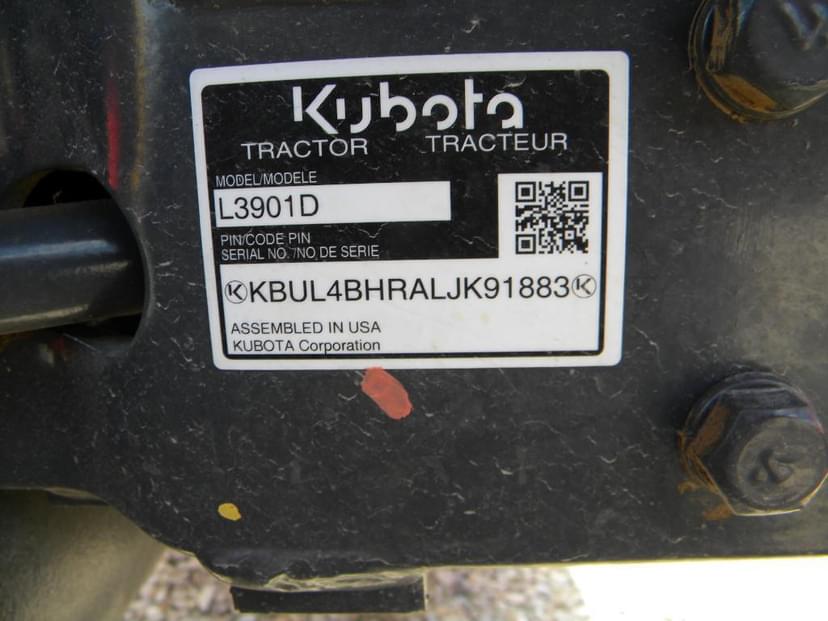 Kubota
TRACTOR TRACTEUR
MODEL/MODELE
L3901D
PIN/CODE PIN
SERIAL NO. /NO DE SERIE
KBUL4BHRALJK91883
ASSEMBLED IN USA
KUBOTA Corporation